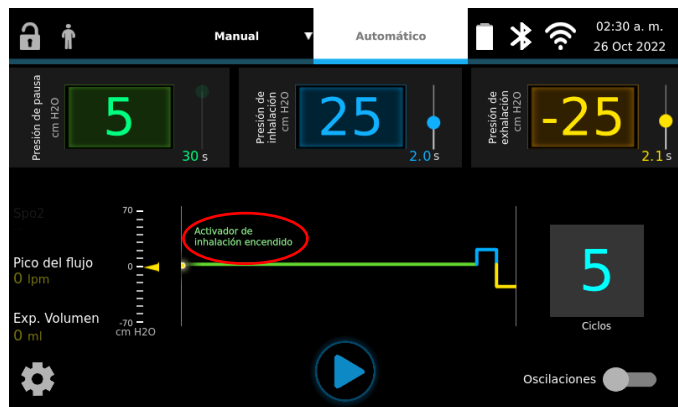 Manual
Automático
02:30 a. m.
26 Oct 2022
Presión de pausa
cm H2O
5
30 s
Presión de
inhalación
cm H2O
25
2.0 s
Presión de
exhalación
cm H2O
-25
2.1 s
Spo2
70
Activador de
inhalación encendido
Pico del flujo
0 lpm
0
Exp. Volumen
0 ml
-70
cm H2O
5
Ciclos
Oscilaciones